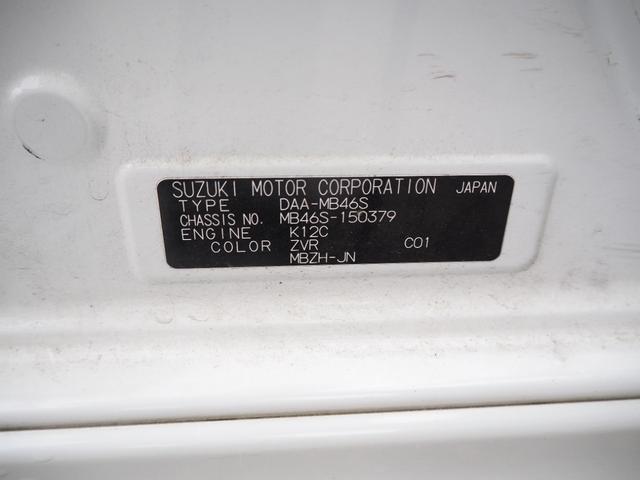 SUZUKI MOTOR CORPORATION JAPAN
TYPE DAA-MB46S
CHASSIS NO. MB46S-150379
ENGINE K12C
COLOR ZVR C01
MBZH-JN